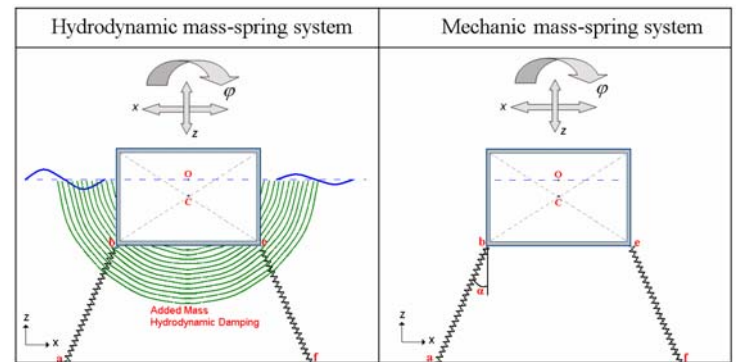 Hydrodynamic mass-spring system
Mechanic mass-spring system
φ
x
z
O
C
b
e
Added Mass
Hydrodynamic Damping
z
x
a
f
φ
x
z
O
C
b
e
α
z
x
a
f